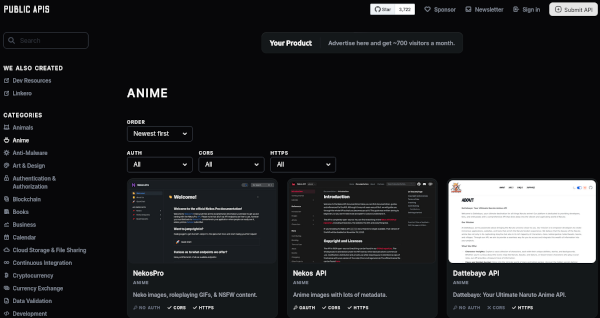 PUBLIC APIS
Star 3,722
Sponsor
Newsletter
Sign in
Submit API
Search
Your Product
Advertise here and get ~700 visitors a month.
WE ALSO CREATED
Dev Resources
Linkero
CATEGORIES
Animals
Anime
Anti-Malware
Art & Design
Authentication &
Authorization
Blockchain
Books
Business
Calendar
Cloud Storage & File Sharing
Continuous Integration
Cryptocurrency
Currency Exchange
Data Validation
Development
ANIME
ORDER
Newest first
AUTH CORS HTTPS
All All All
Welcome!
Introduction
Copyright and Licenses
ABOUT
NekosPro
ANIME
Neko images, roleplaying GIFs, & NSFW content.
NO AUTH CORS HTTPS
Nekos API
ANIME
Anime images with lots of metadata.
OAUTH CORS HTTPS
Dattebayo API
ANIME
Dattebayo: Your Ultimate Naruto Anime API.
NO AUTH CORS HTTPS